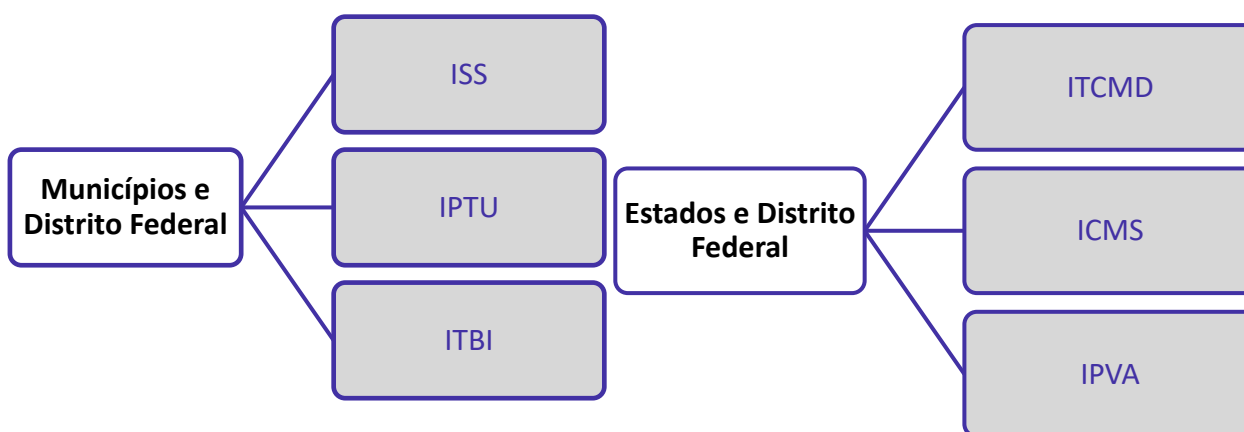 Municípios e
Distrito Federal
ISS
IPTU
ITBI
Estados e Distrito
Federal
ITCMD
ICMS
IPVA